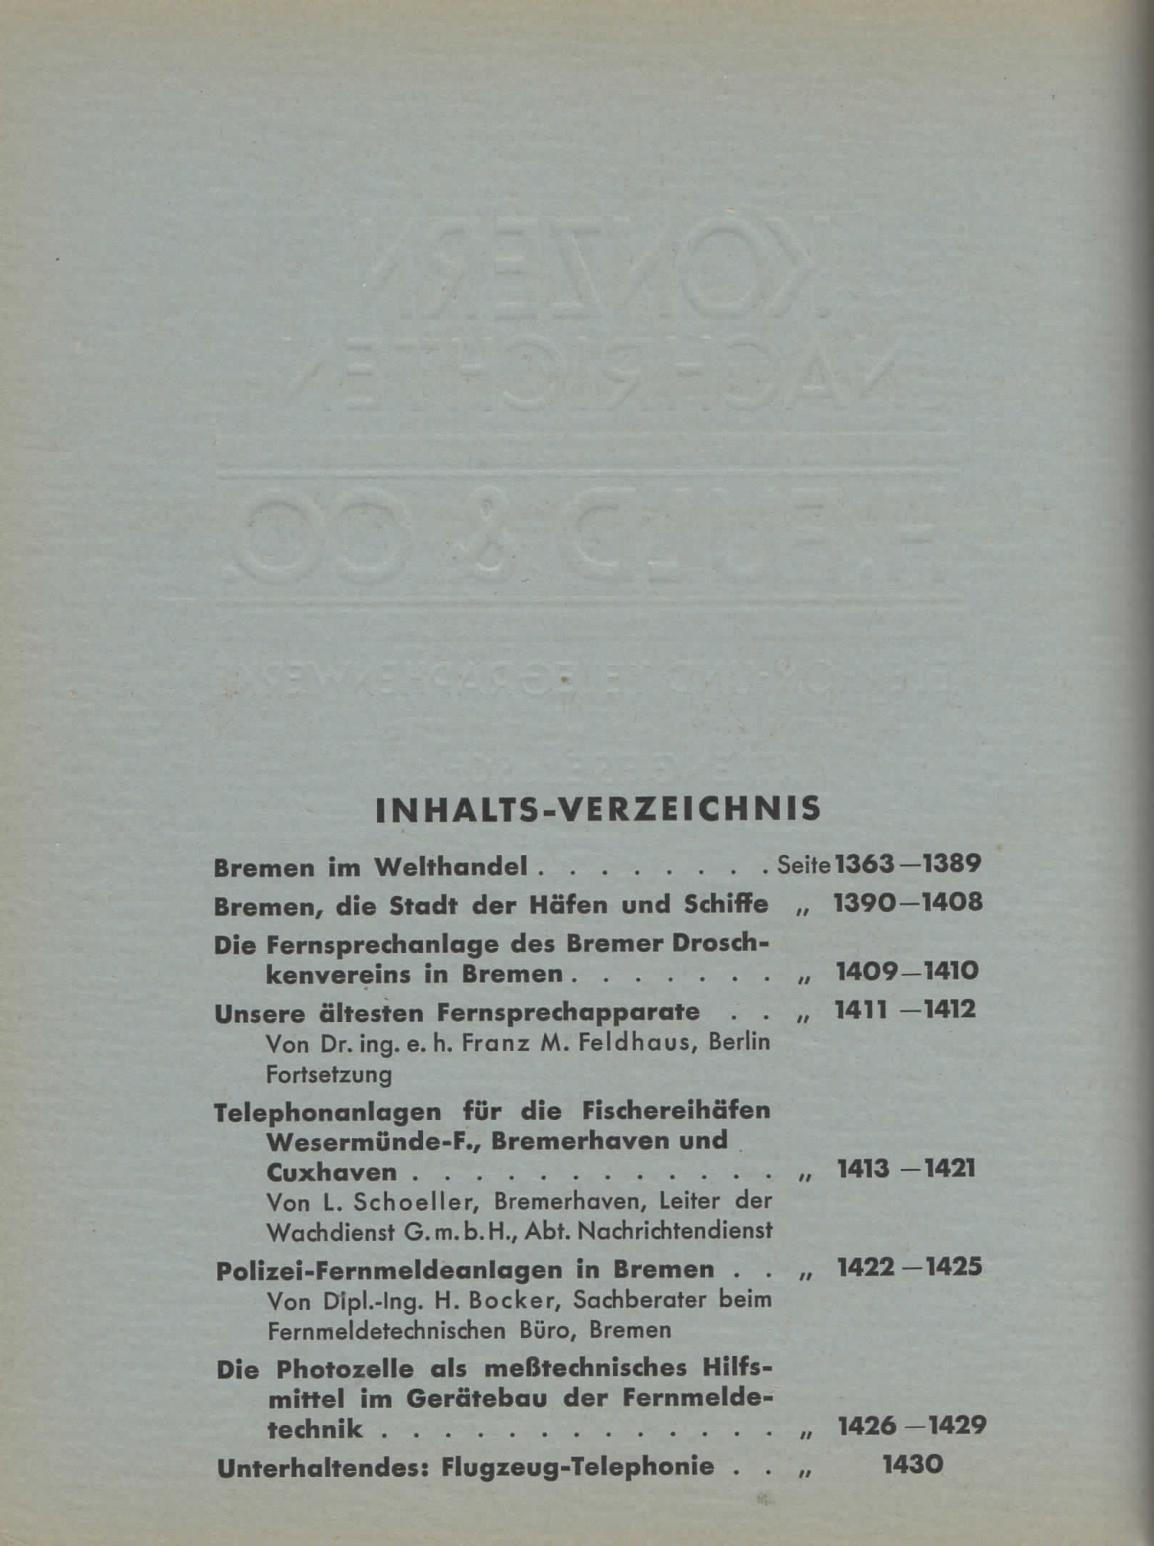 KONZERN
NACHRICHTEN
& CO
INHALTS-VERZEICHNIS
Bremen im Welthandel . . . . . . . . Seite 1363—1389
Bremen, die Stadt der Häfen und Schiffe „ 1390—1408
Die Fernsprechanlage des Bremer Drosch-
kenvereins in Bremen . . . . . . . „ 1409—1410
Unsere ältesten Fernsprechapparate . . „ 1411—1412
Von Dr. ing. e. h. Franz M. Feldhaus, Berlin
Fortsetzung
Telephonanlagen für die Fischereihäfen
Wesermünde-F., Bremerhaven und
Cuxhaven . . . . . . . . . . . . „ 1413—1421
Von L. Schoeller, Bremerhaven, Leiter der
Wachdienst G.m.b.H., Abt. Nachrichtendienst
Polizei-Fernmeldeanlagen in Bremen . . „ 1422—1425
Von Dipl.-Ing. H. Bocker, Sachberater beim
Fernmeldetechnischen Büro, Bremen
Die Photozelle als meßtechnisches Hilfs-
mittel im Gerätebau der Fernmelde-
technik . . . . . . . . . . . . . „ 1426—1429
Unterhaltendes: Flugzeug-Telephonie . . „ 1430